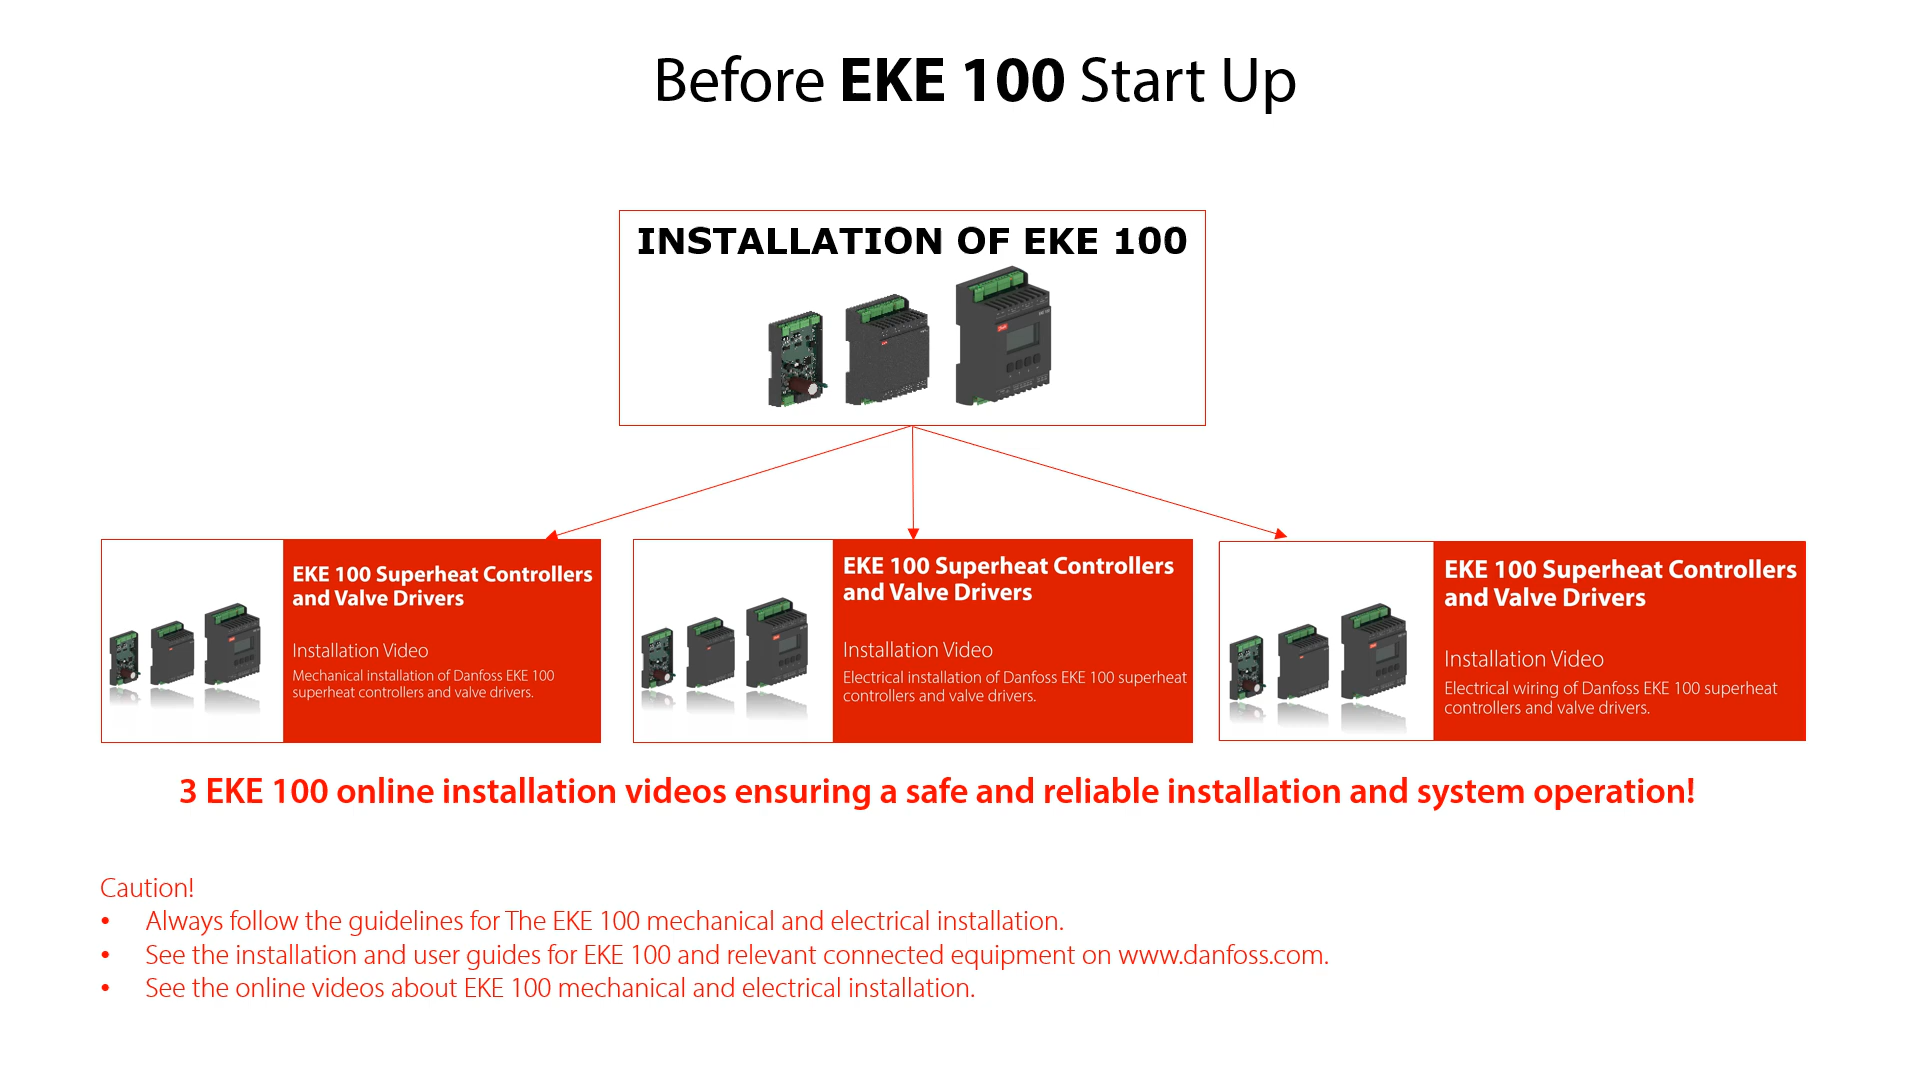 Before EKE 100 Start Up
INSTALLATION OF EKE 100
EKE 100 Superheat Controllers
and Valve Drivers
Installation Video
Mechanical installation of Danfoss EKE 100
superheat controllers and valve drivers.
EKE 100 Superheat Controllers
and Valve Drivers
Installation Video
Electrical installation of Danfoss EKE 100 superheat
controllers and valve drivers.
EKE 100 Superheat Controllers
and Valve Drivers
Installation Video
Electrical wiring of Danfoss EKE 100 superheat
controllers and valve drivers.
3 EKE 100 online installation videos ensuring a safe and reliable installation and system operation!
Caution!
• Always follow the guidelines for The EKE 100 mechanical and electrical installation.
• See the installation and user guides for EKE 100 and relevant connected equipment on www.danfoss.com.
• See the online videos about EKE 100 mechanical and electrical installation.